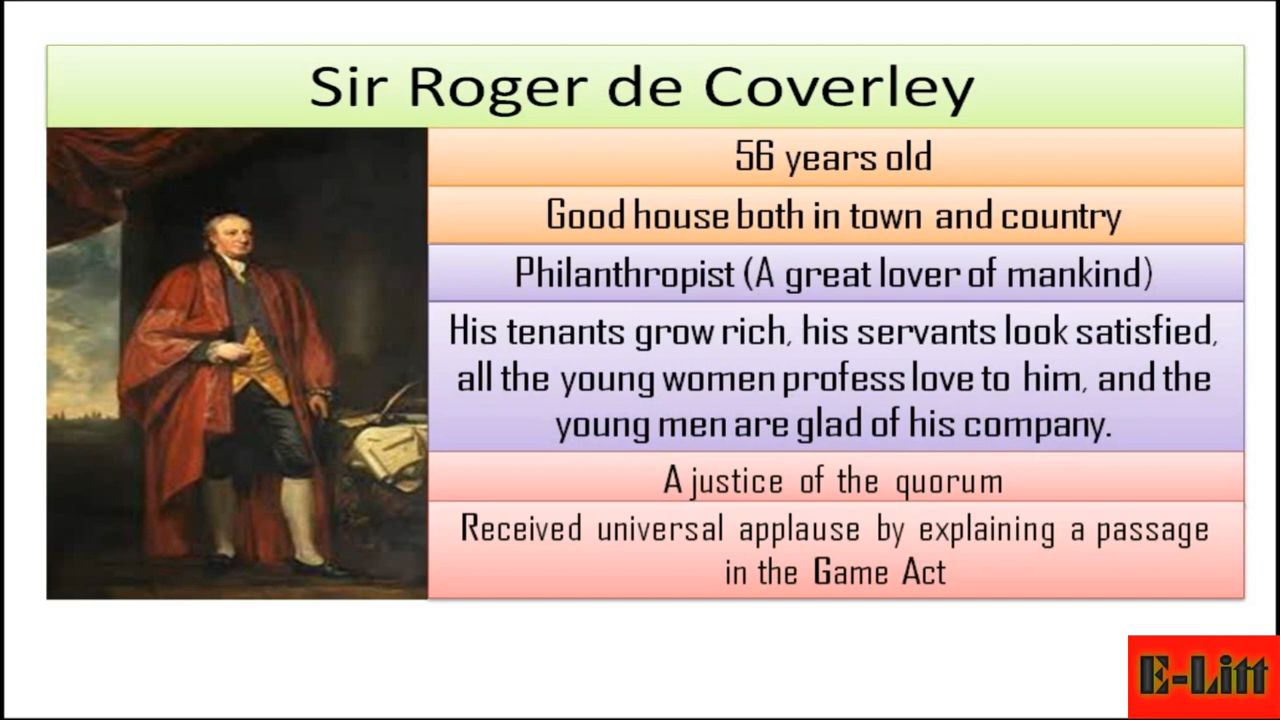 Sir Roger de Coverley
56 years old
Good house both in town and country
Philanthropist (A great lover of mankind)
His tenants grow rich, his servants look satisfied,
all the young women profess love to him, and the
young men are glad of his company.
A justice of the quorum
Received universal applause by explaining a passage
in the Game Act
E-Litt